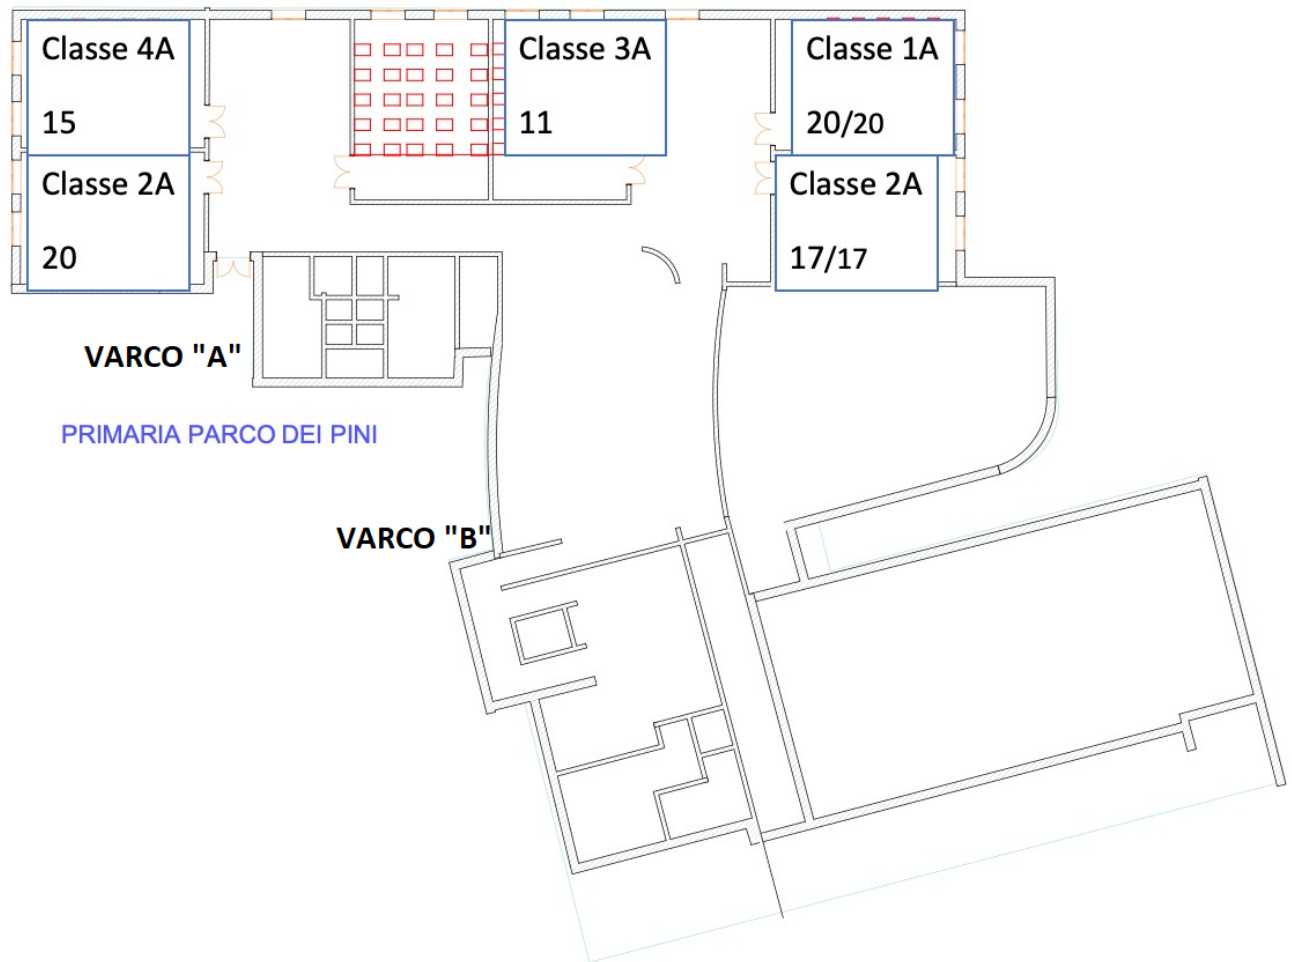 Classe 4A
15
Classe 3A
11
Classe 1A
20/20
Classe 2A
20
Classe 2A
17/17
VARCO "A"
PRIMARIA PARCO DEI PINI
VARCO "B"